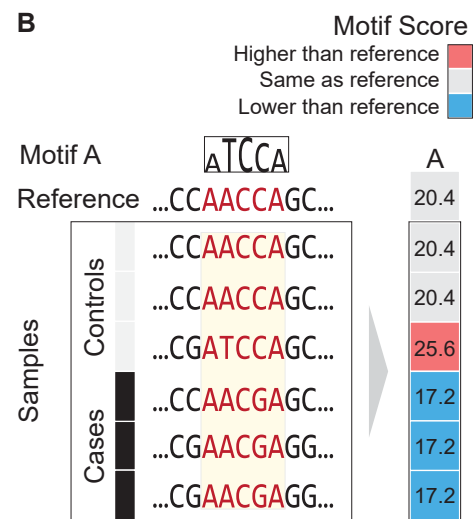 B
Motif Score
Higher than reference
Same as reference
Lower than reference
Motif A
ATCCA
A
Reference
...CCAACCAGC...
20.4
Samples
Controls
...CCAACCAGC...
20.4
...CCAACCAGC...
20.4
...CGATCCAGC...
25.6
Cases
...CCAACGAGC...
17.2
...CGAACGAGG...
17.2
...CGAACGAGG...
17.2